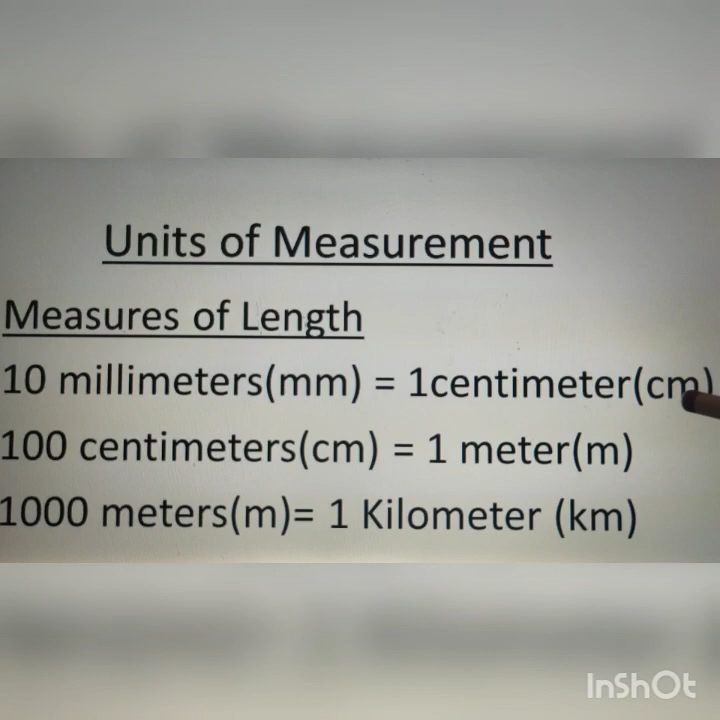 Units of Measurement
Measures of Length
10 millimeters(mm) = 1centimeter(cm)
100 centimeters(cm) = 1 meter(m)
1000 meters(m)= 1 Kilometer (km)
InShOt